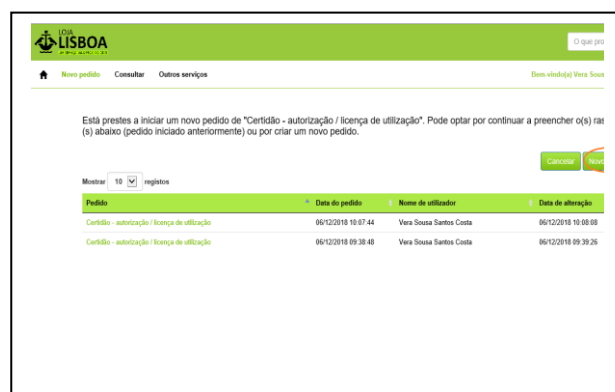 LOJA
LISBOA
O que pro
Novo pedido Consultar Outros serviços
Bem-vindo(a) Vera Sous
Está prestes a iniciar um novo pedido de "Certidão - autorização / licença de utilização". Pode optar por continuar a preencher o(s) ras
(s) abaixo (pedido iniciado anteriormente) ou por criar um novo pedido.
Cancelar Novo
Mostrar 10 registos
Pedido Data do pedido Nome de utilizador Data de alteração
Certidão - autorização / licença de utilização 06/12/2018 10:07:44 Vera Sousa Santos Costa 06/12/2018 10:08:08
Certidão - autorização / licença de utilização 06/12/2018 09:38:48 Vera Sousa Santos Costa 06/12/2018 09:39:26